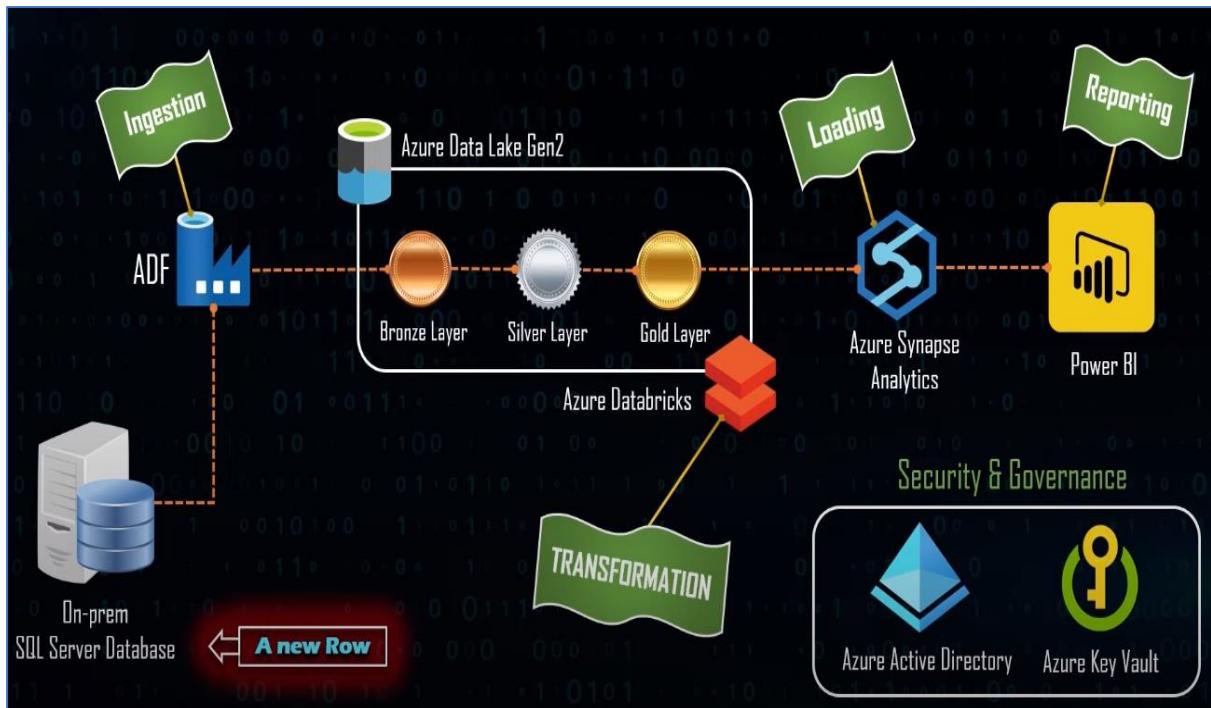 Ingestion
ADF
Azure Data Lake Gen2
Bronze Layer
Silver Layer
Gold Layer
Azure Databricks
TRANSFORMATION
Loading
Azure Synapse
Analytics
Reporting
Power BI
On-prem
SQL Server Database
A new Row
Security & Governance
Azure Active Directory
Azure Key Vault